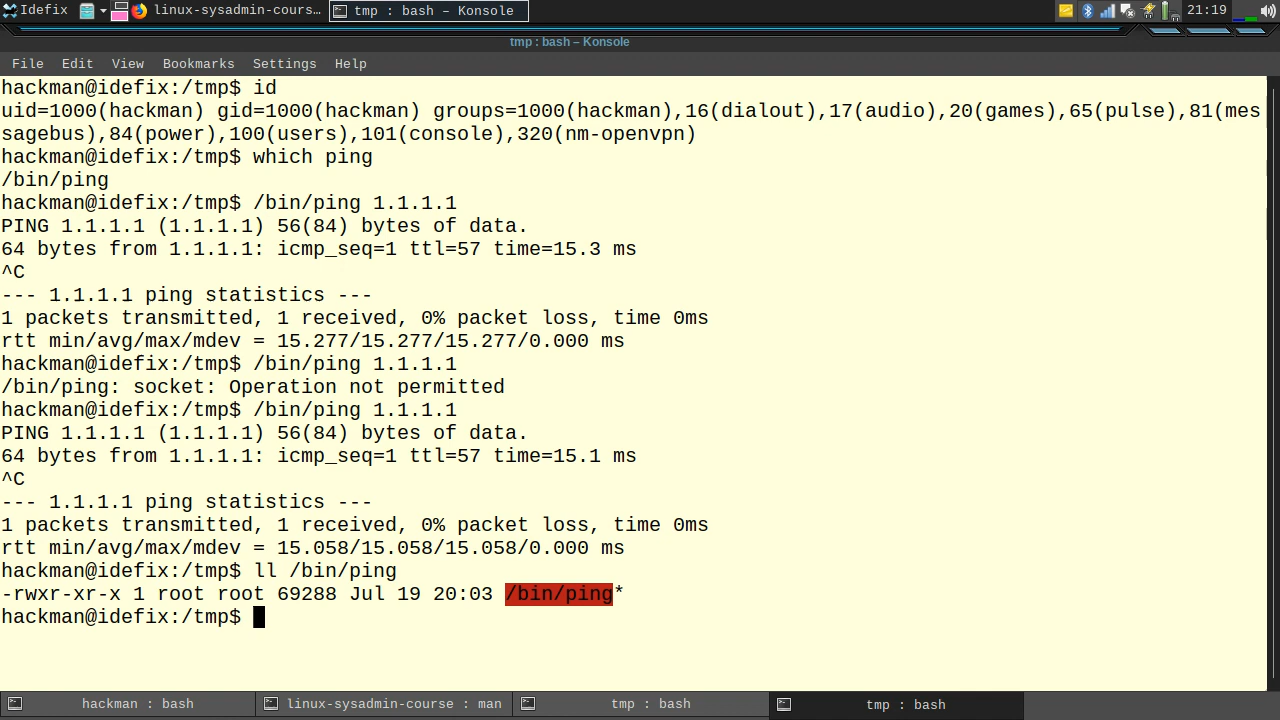 Idefix linux-sysadmin-cours… tmp : bash – Konsole 21:19
tmp : bash – Konsole
File Edit View Bookmarks Settings Help
hackman@idefix:/tmp$ id
uid=1000(hackman) gid=1000(hackman) groups=1000(hackman),16(dialout),17(audio),20(games),65(pulse),81(mes
sagebus),84(power),100(users),101(console),320(nm-openvpn)
hackman@idefix:/tmp$ which ping
/bin/ping
hackman@idefix:/tmp$ /bin/ping 1.1.1.1
PING 1.1.1.1 (1.1.1.1) 56(84) bytes of data.
64 bytes from 1.1.1.1: icmp_seq=1 ttl=57 time=15.3 ms
^C
--- 1.1.1.1 ping statistics ---
1 packets transmitted, 1 received, 0% packet loss, time 0ms
rtt min/avg/max/mdev = 15.277/15.277/15.277/0.000 ms
hackman@idefix:/tmp$ /bin/ping 1.1.1.1
/bin/ping: socket: Operation not permitted
hackman@idefix:/tmp$ /bin/ping 1.1.1.1
PING 1.1.1.1 (1.1.1.1) 56(84) bytes of data.
64 bytes from 1.1.1.1: icmp_seq=1 ttl=57 time=15.1 ms
^C
--- 1.1.1.1 ping statistics ---
1 packets transmitted, 1 received, 0% packet loss, time 0ms
rtt min/avg/max/mdev = 15.058/15.058/15.058/0.000 ms
hackman@idefix:/tmp$ ll /bin/ping
-rwxr-xr-x 1 root root 69288 Jul 19 20:03 /bin/ping*
hackman@idefix:/tmp$
hackman : bash linux-sysadmin-course : man tmp : bash tmp : bash